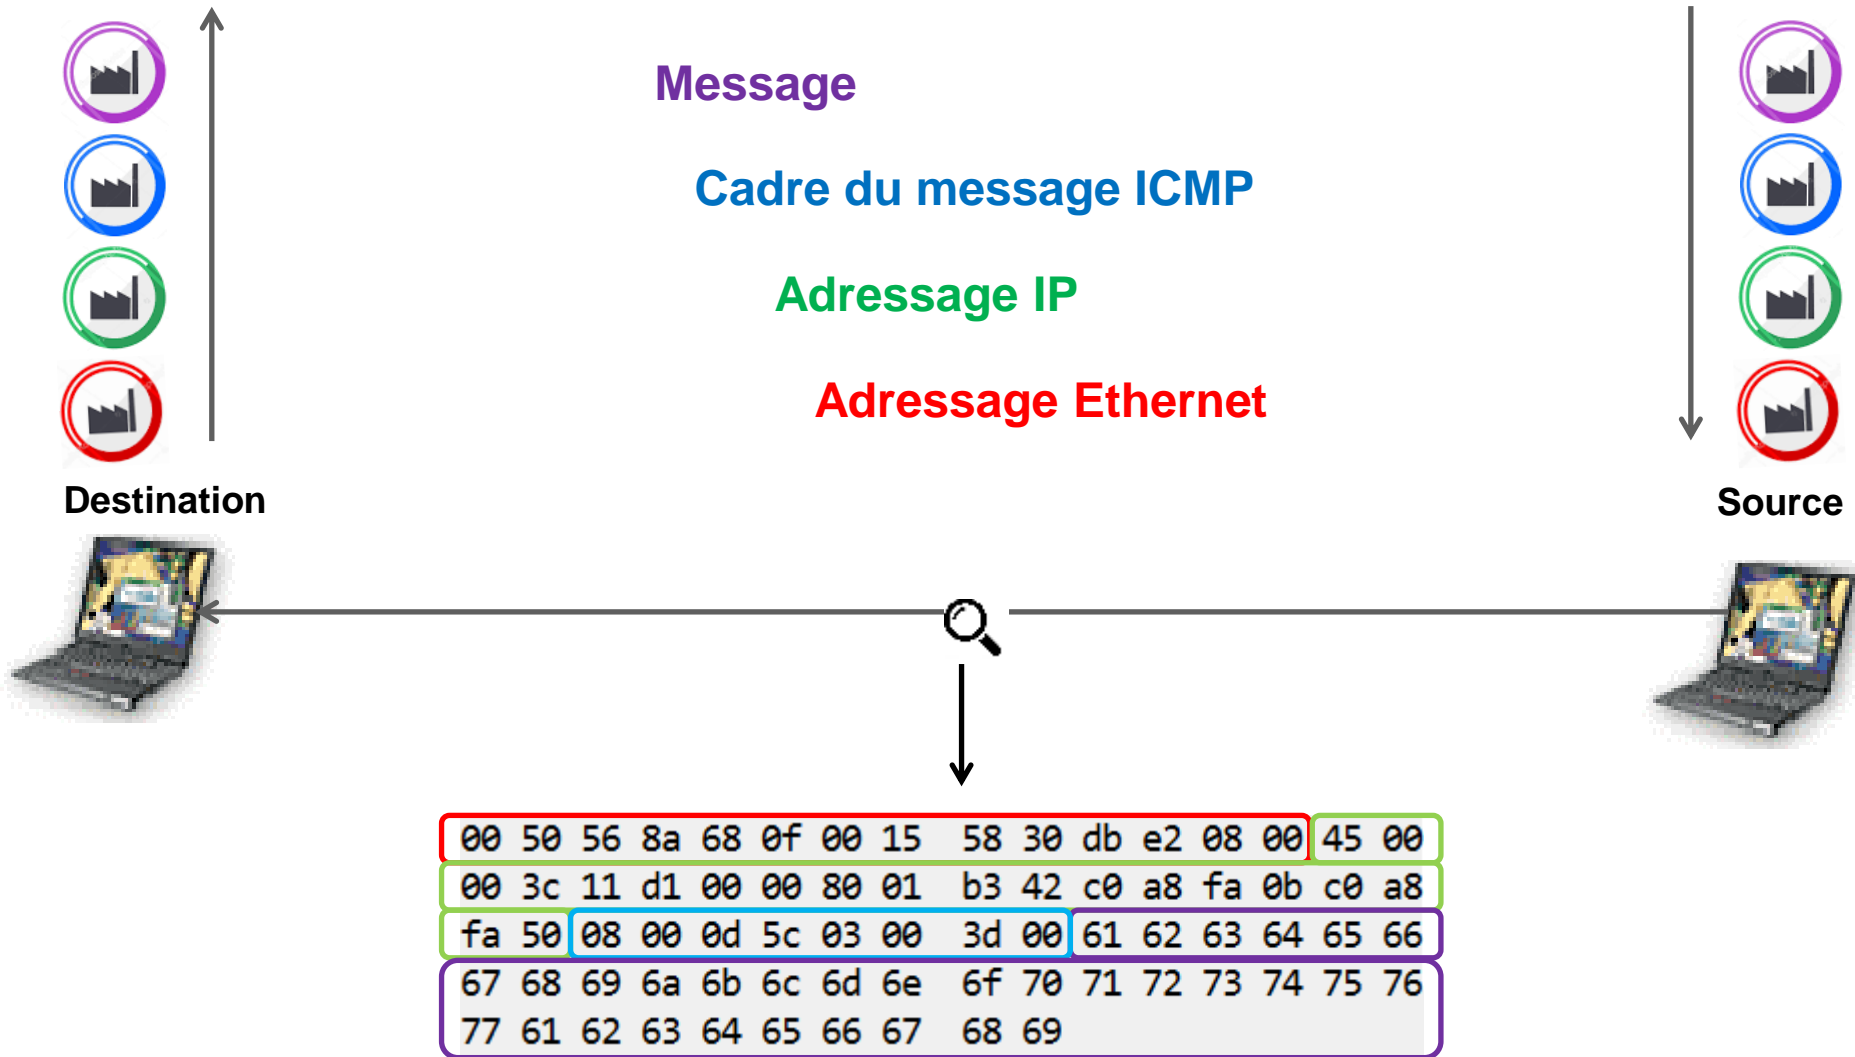 Message
Cadre du message ICMP
Adressage IP
Adressage Ethernet
Destination
Source
00 50 56 8a 68 0f 00 15 58 30 db e2 08 00 45 00
00 3c 11 d1 00 00 80 01 b3 42 c0 a8 fa 0b c0 a8
fa 50 08 00 0d 5c 03 00 3d 00 61 62 63 64 65 66
67 68 69 6a 6b 6c 6d 6e 6f 70 71 72 73 74 75 76
77 61 62 63 64 65 66 67 68 69